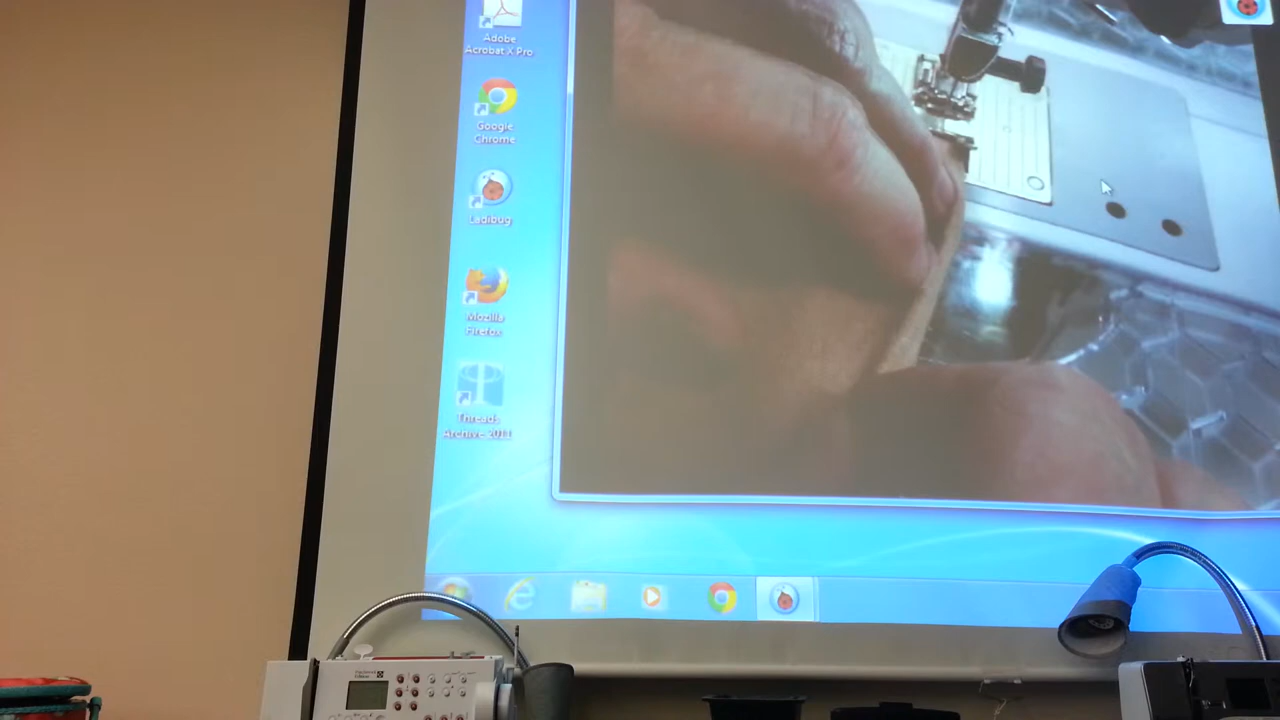 Adobe
Acrobat X Pro
Google
Chrome
Ladibug
Mozilla
Firefox
Threads
Archive 2011